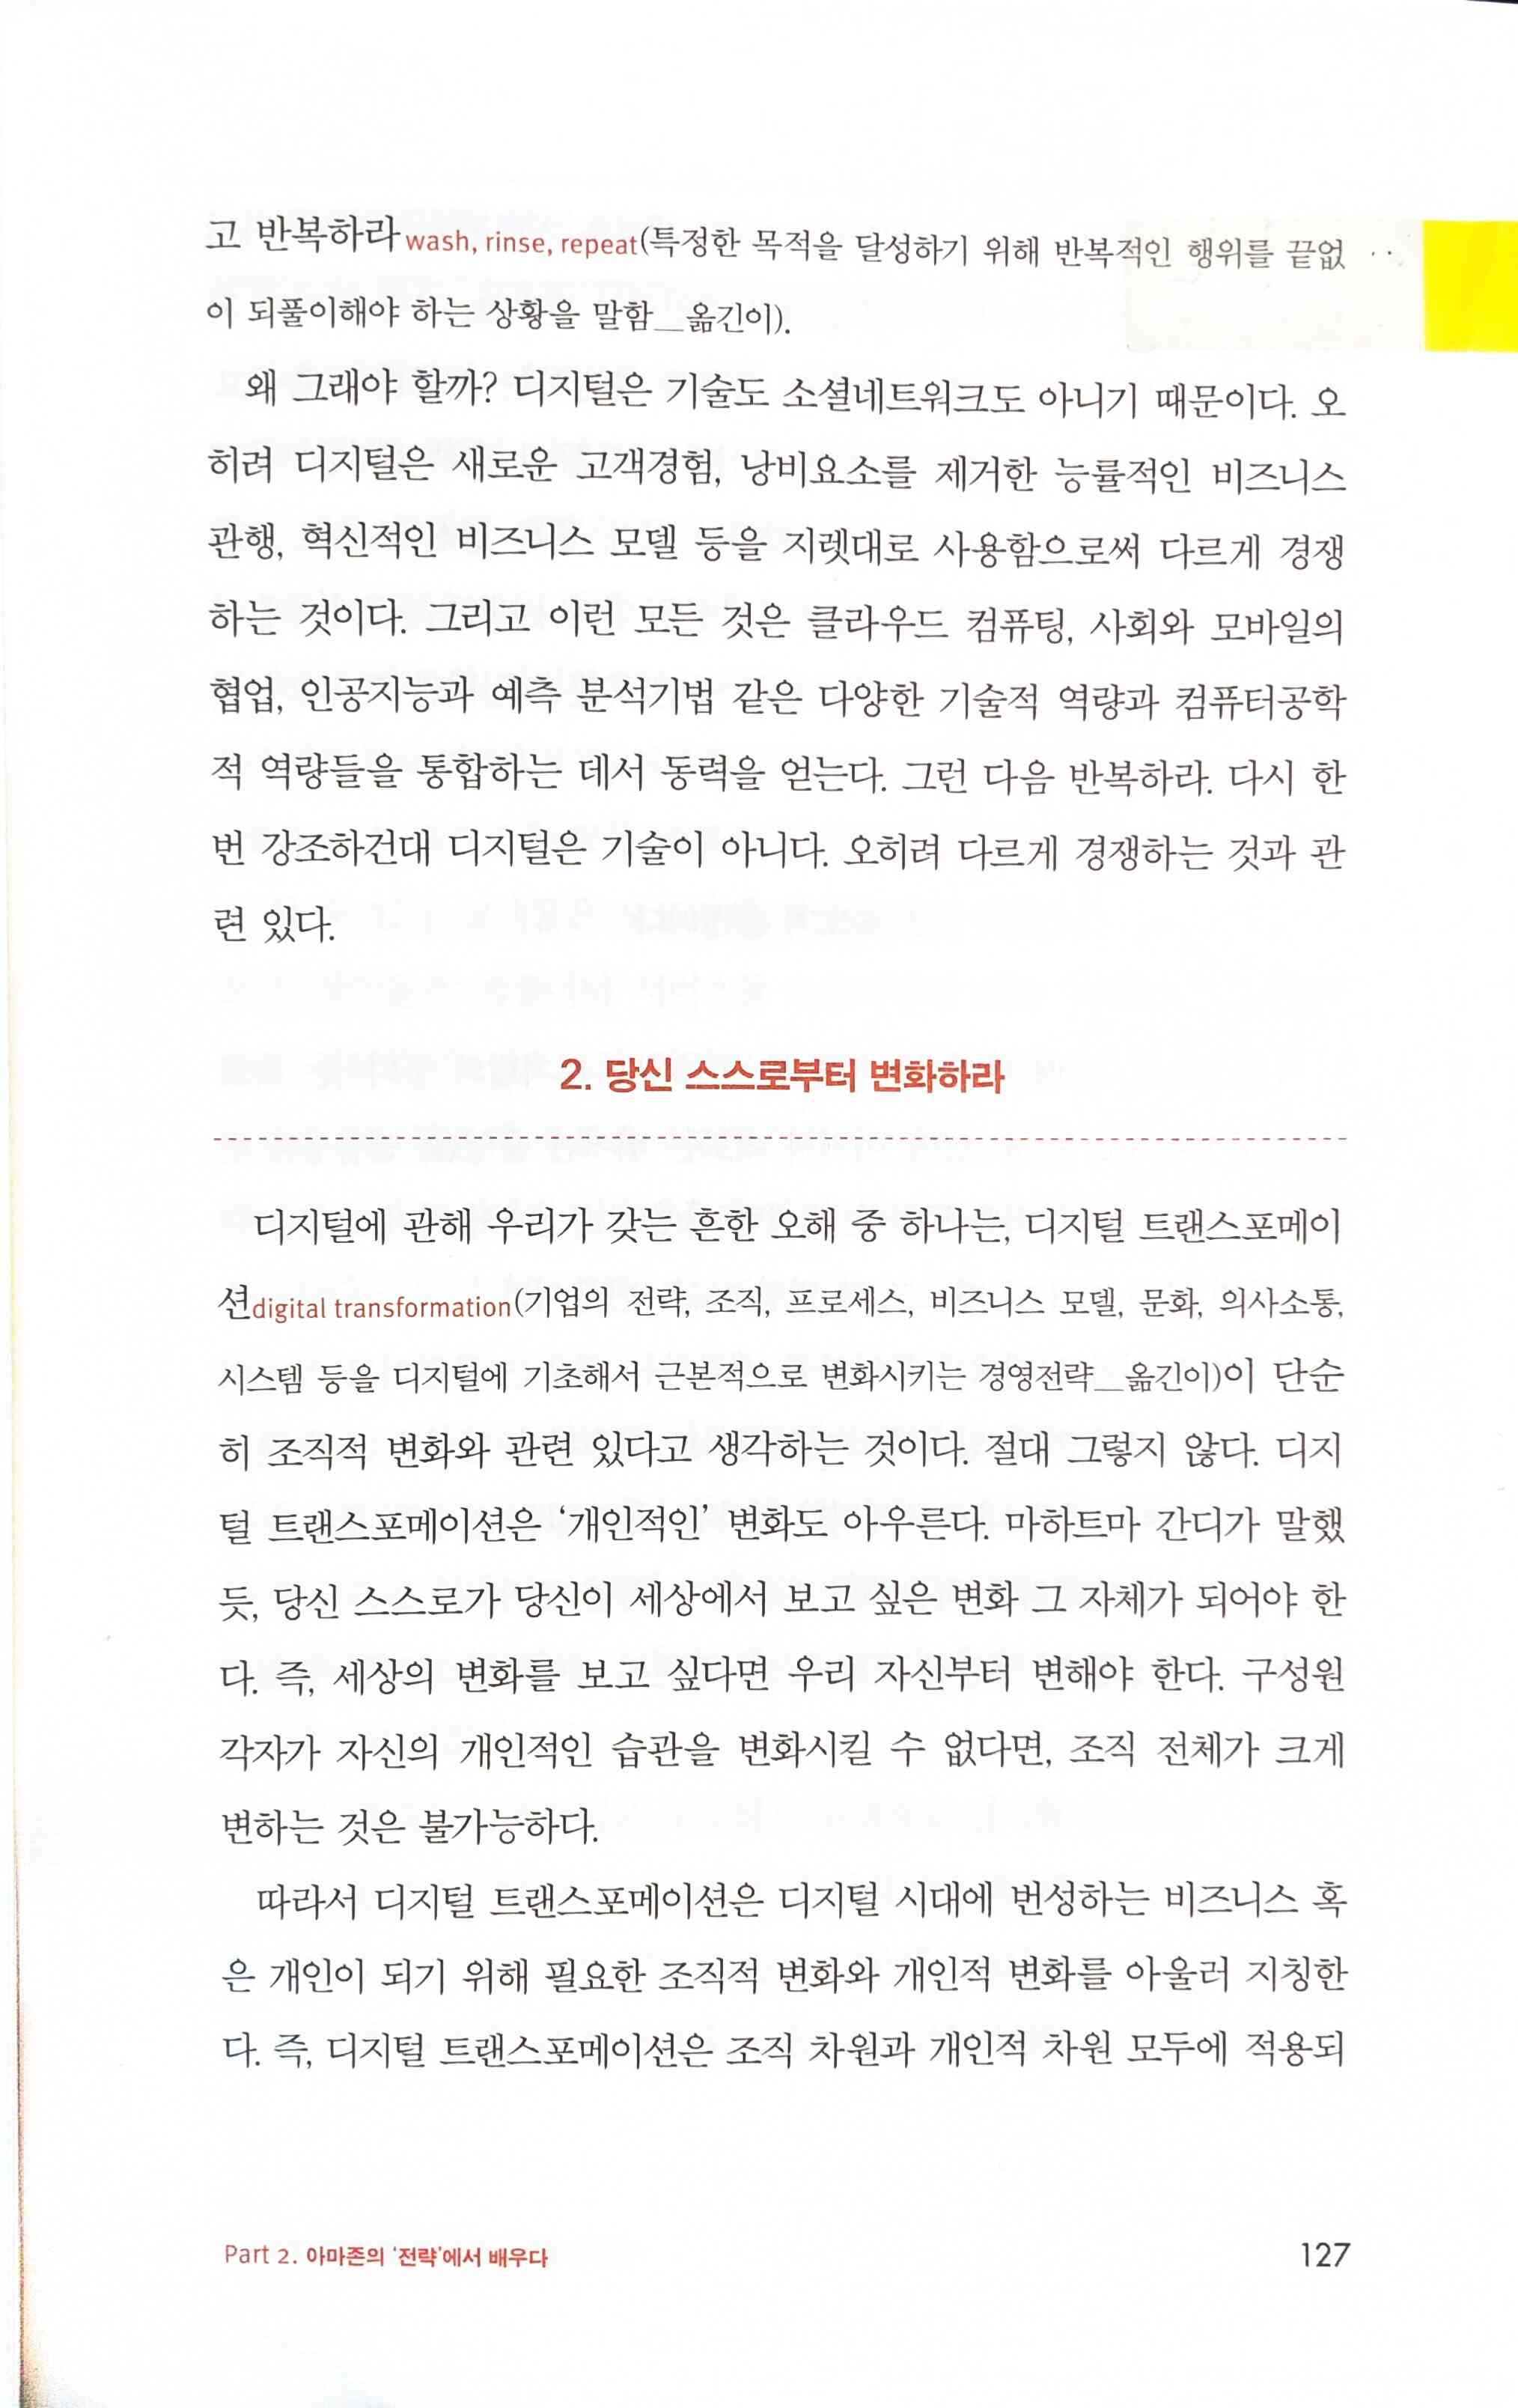 고 반복하라wash, rinse, repeat(특정한 목적을 달성하기 위해 반복적인 행위를 끝없
이 되풀이해야 하는 상황을 말함__옮긴이).
왜 그래야 할까? 디지털은 기술도 소셜네트워크도 아니기 때문이다. 오
히려 디지털은 새로운 고객경험, 낭비요소를 제거한 능률적인 비즈니스
관행, 혁신적인 비즈니스 모델 등을 지렛대로 사용함으로써 다르게 경쟁
하는 것이다. 그리고 이런 모든 것은 클라우드 컴퓨팅, 사회와 모바일의
협업, 인공지능과 예측 분석기법 같은 다양한 기술적 역량과 컴퓨터공학
적 역량들을 통합하는 데서 동력을 얻는다. 그런 다음 반복하라. 다시 한
번 강조하건대 디지털은 기술이 아니다. 오히려 다르게 경쟁하는 것과 관
련 있다.
2. 당신 스스로부터 변화하라
디지털에 관해 우리가 갖는 흔한 오해 중 하나는, 디지털 트랜스포메이
션digital transformation(기업의 전략, 조직, 프로세스, 비즈니스 모델, 문화, 의사소통,
시스템 등을 디지털에 기초해서 근본적으로 변화시키는 경영전략__옮긴이)이 단순
히 조직적 변화와 관련 있다고 생각하는 것이다. 절대 그렇지 않다. 디지
털 트랜스포메이션은 ‘개인적인’ 변화도 아우른다. 마하트마 간디가 말했
듯, 당신 스스로가 당신이 세상에서 보고 싶은 변화 그 자체가 되어야 한
다. 즉, 세상의 변화를 보고 싶다면 우리 자신부터 변해야 한다. 구성원
각자가 자신의 개인적인 습관을 변화시킬 수 없다면, 조직 전체가 크게
변하는 것은 불가능하다.
따라서 디지털 트랜스포메이션은 디지털 시대에 번성하는 비즈니스 혹
은 개인이 되기 위해 필요한 조직적 변화와 개인적 변화를 아울러 지칭한
다. 즉, 디지털 트랜스포메이션은 조직 차원과 개인적 차원 모두에 적용되
Part 2. 아마존의 ‘전략’에서 배우다
127